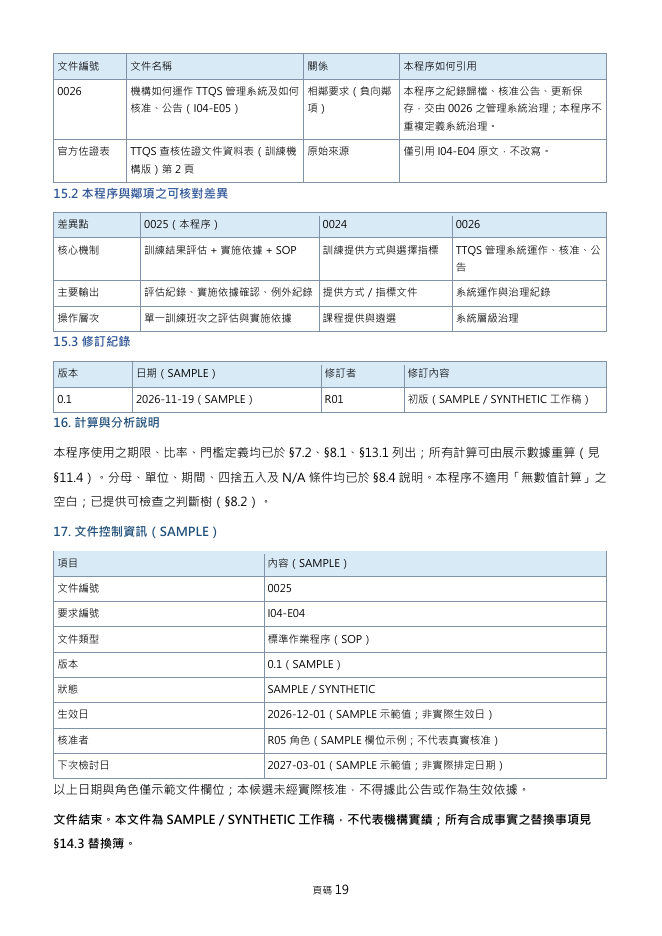 文件編號 文件名稱 關係 本程序如何引用
0026 機構如何運作 TTQS 管理系統及如何核准、公告（I04-E05） 相鄰要求（負向鄰項） 本程序之紀錄歸檔、核准公告、更新保存，交由 0026 之管理系統治理；本程序不重複定義系統治理。
官方佐證表 TTQS 查核佐證文件資料表（訓練機構版）第 2 頁 原始來源 僅引用 I04-E04 原文，不改寫。
15.2 本程序與鄰項之可核對差異
差異點 0025（本程序） 0024 0026
核心機制 訓練結果評估 + 實施依據 + SOP 訓練提供方式與選擇指標 TTQS 管理系統運作、核准、公告
主要輸出 評估紀錄、實施依據確認、例外紀錄 提供方式 / 指標文件 系統運作與治理紀錄
操作層次 單一訓練班次之評估與實施依據 課程提供與遴選 系統層級治理
15.3 修訂紀錄
版本 日期（SAMPLE） 修訂者 修訂內容
0.1 2026-11-19（SAMPLE） R01 初版（SAMPLE / SYNTHETIC 工作稿）
16. 計算與分析說明
本程序使用之期限、比率、門檻定義均已於 §7.2、§8.1、§13.1 列出；所有計算可由展示數據重算（見
§11.4）。分母、單位、期間、四捨五入及 N/A 條件均已於 §8.4 說明。本程序不適用「無數值計算」之
空白；已提供可檢查之判斷樹（§8.2）。
17. 文件控制資訊（SAMPLE）
項目 內容（SAMPLE）
文件編號 0025
要求編號 I04-E04
文件類型 標準作業程序（SOP）
版本 0.1（SAMPLE）
狀態 SAMPLE / SYNTHETIC
生效日 2026-12-01（SAMPLE 示範值；非實際生效日）
核准者 R05 角色（SAMPLE 欄位示例；不代表真實核准）
下次檢討日 2027-03-01（SAMPLE 示範值；非實際排定日期）
以上日期與角色僅示範文件欄位；本候選未經實際核准，不得據此公告或作為生效依據。
文件結束。本文件為 SAMPLE / SYNTHETIC 工作稿，不代表機構實績；所有合成事實之替換事項見
§14.3 替換簿。
頁碼 19